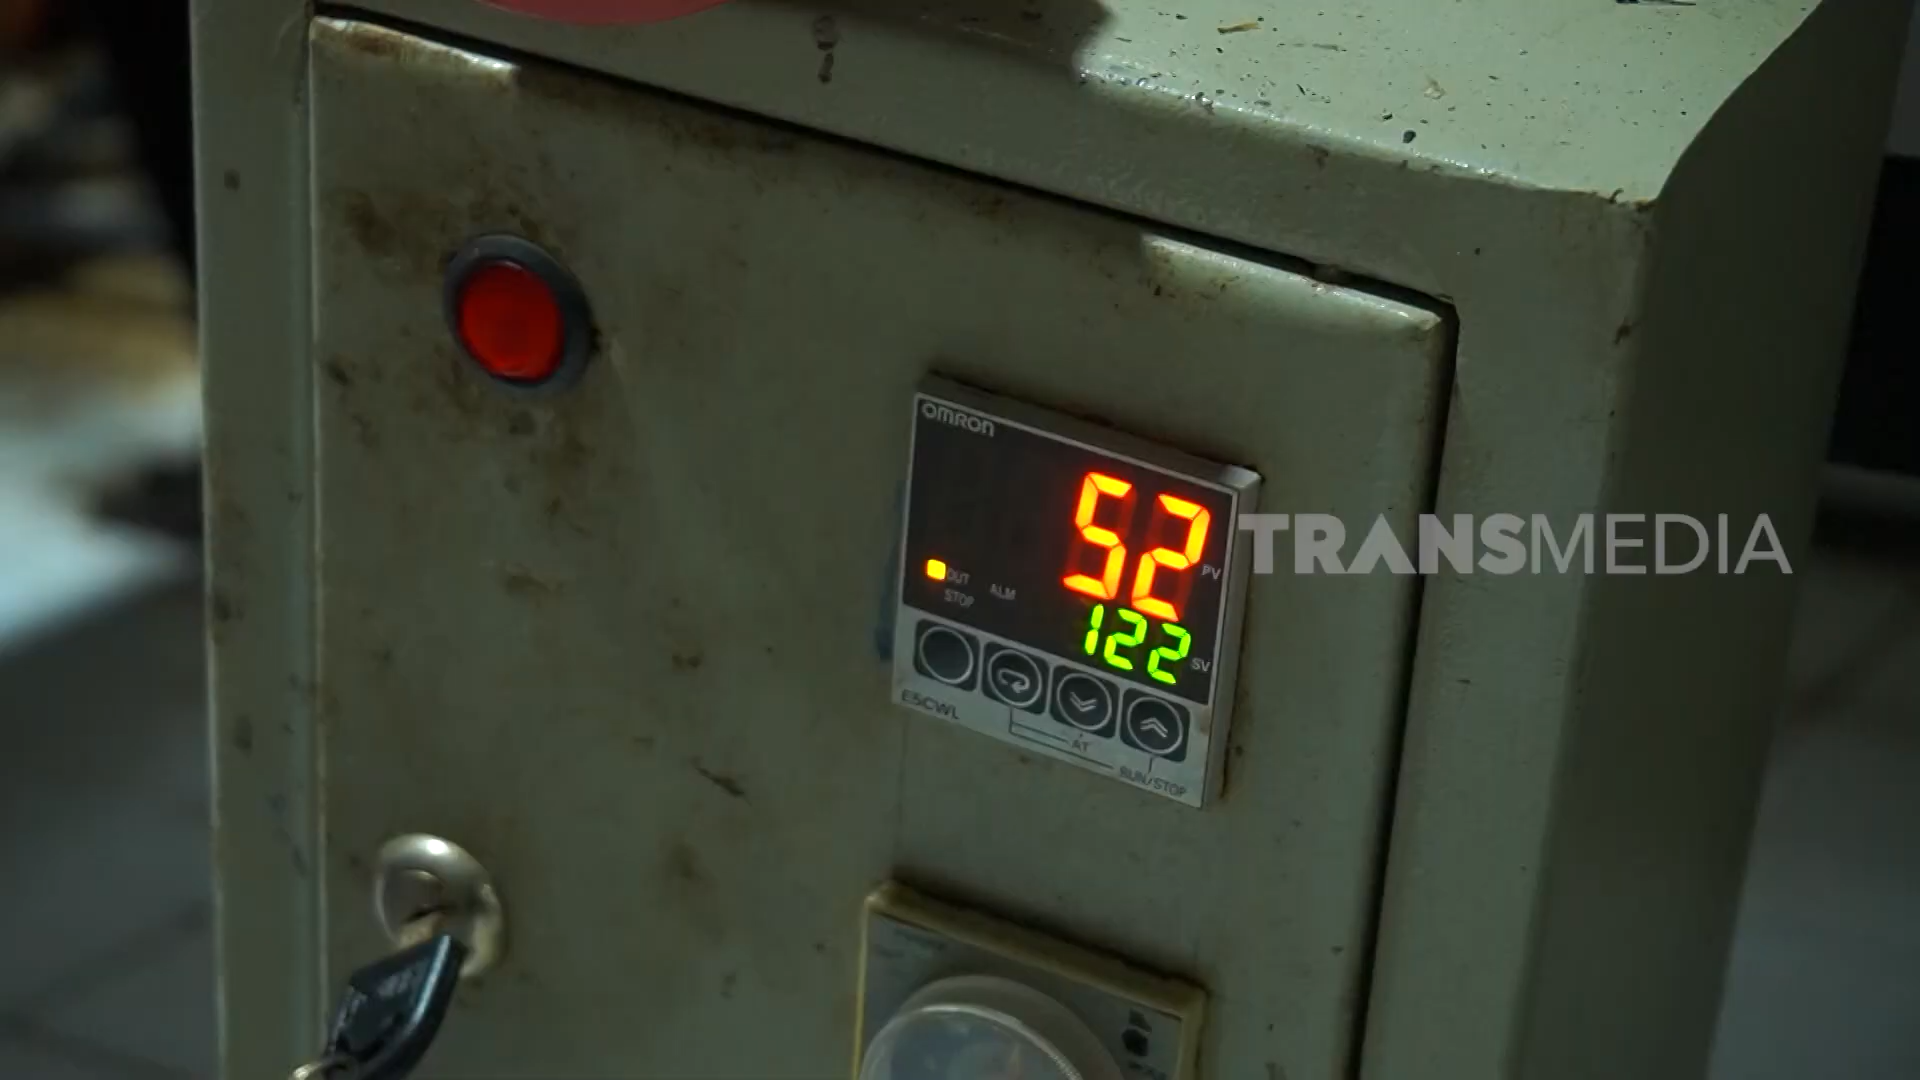 OMRON
52 PV
OUT
ALM
STOP
122 SV
E5CWL
AT
RUN/STOP
TRANSMEDIA